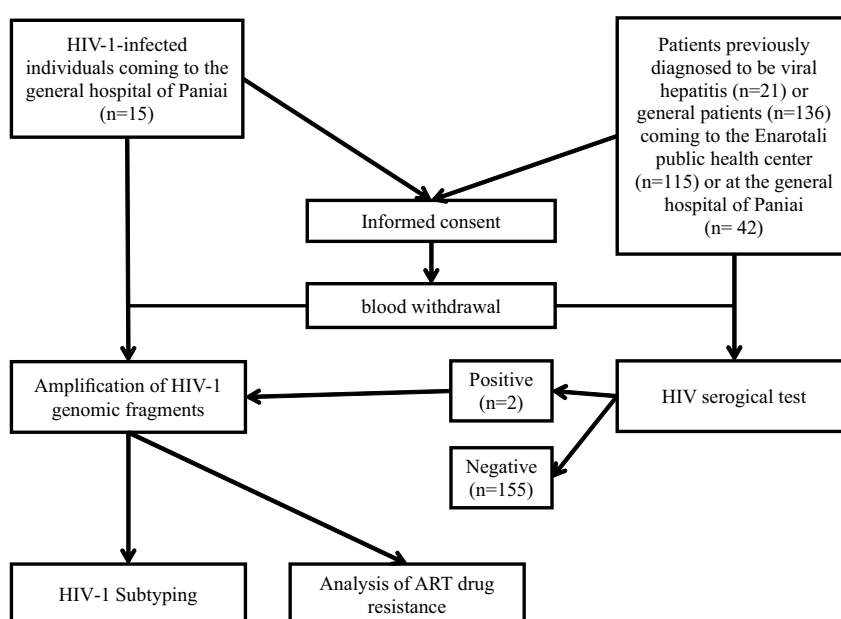 HIV-1-infected
individuals coming to the
general hospital of Paniai
(n=15)
Patients previously
diagnosed to be viral
hepatitis (n=21) or
general patients (n=136)
coming to the Enarotali
public health center
(n=115) or at the general
hospital of Paniai
(n= 42)
Informed consent
blood withdrawal
Amplification of HIV-1
genomic fragments
Positive
(n=2)
HIV serogical test
Negative
(n=155)
HIV-1 Subtyping
Analysis of ART drug
resistance